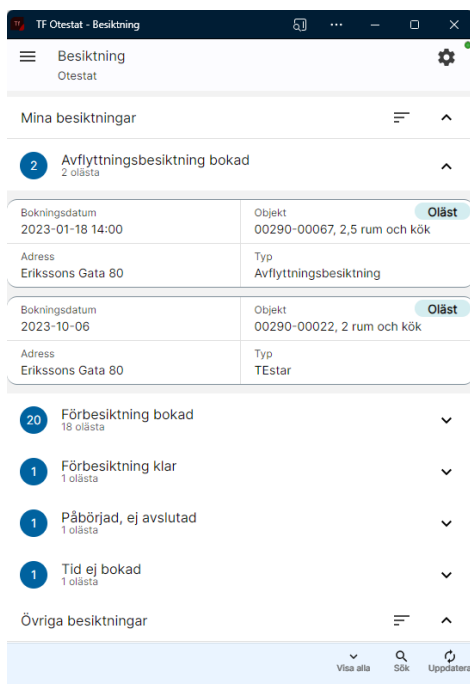 TF Otestat - Besiktning
Besiktning
Otestat
Mina besiktningar
2
Avflyttningsbesiktning bokad
2 olästa
Bokningsdatum
2023-01-18 14:00
Objekt
00290-00067, 2,5 rum och kök
Oläst
Adress
Erikssons Gata 80
Typ
Avflyttningsbesiktning
Bokningsdatum
2023-10-06
Objekt
00290-00022, 2 rum och kök
Oläst
Adress
Erikssons Gata 80
Typ
TEstar
20
Förbesiktning bokad
18 olästa
1
Förbesiktning klar
1 olästa
1
Påbörjad, ej avslutad
1 olästa
1
Tid ej bokad
1 olästa
Övriga besiktningar
Visa alla
Sök
Uppdatera